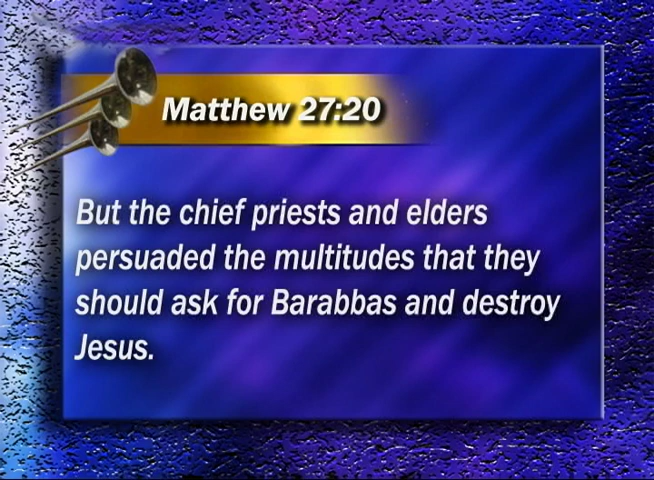 Matthew 27:20
But the chief priests and elders
persuaded the multitudes that they
should ask for Barabbas and destroy
Jesus.